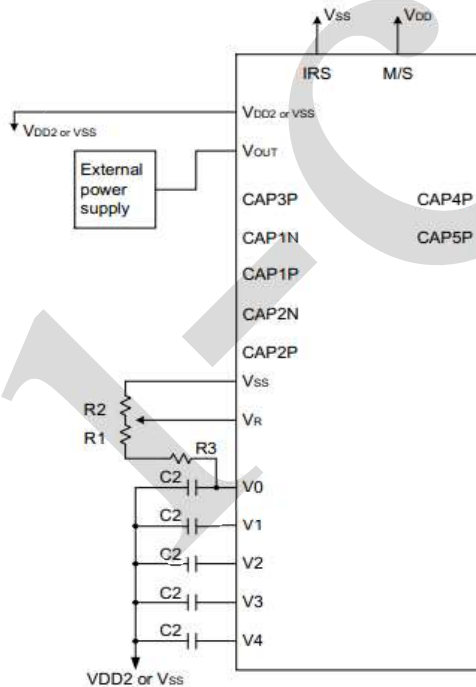 VSS VDD
IRS M/S
VDD2 or VSS
VDD2 or VSS
External
power
supply
VOUT
CAP3P CAP4P
CAP1N CAP5P
CAP1P
CAP2N
CAP2P
VSS
R2
VR
R1
R3
C2 V0
C2 V1
C2 V2
C2 V3
C2 V4
VDD2 or VSS